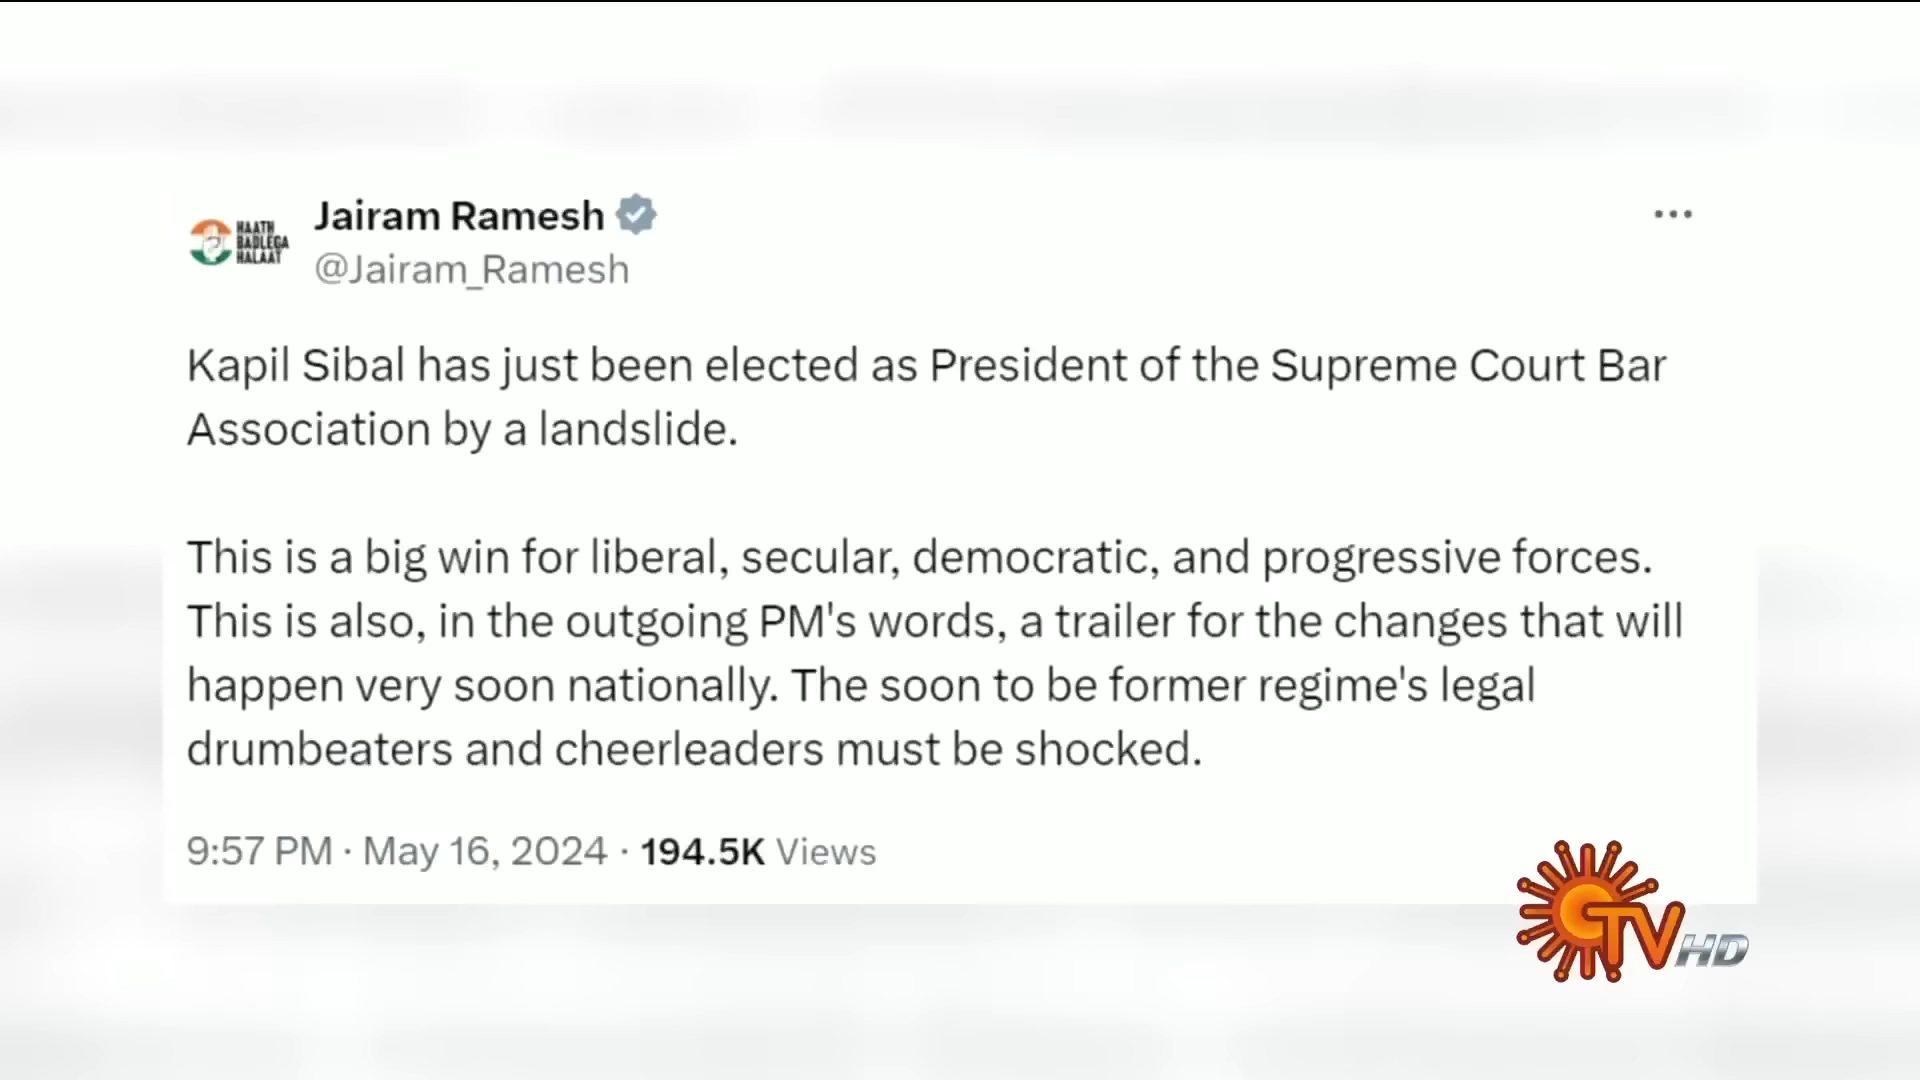 Jairam Ramesh
HAATH
BADLEGA
HALAAT
@Jairam_Ramesh
Kapil Sibal has just been elected as President of the Supreme Court Bar
Association by a landslide.
This is a big win for liberal, secular, democratic, and progressive forces.
This is also, in the outgoing PM's words, a trailer for the changes that will
happen very soon nationally. The soon to be former regime's legal
drumbeaters and cheerleaders must be shocked.
9:57 PM · May 16, 2024 · 194.5K Views
TV HD